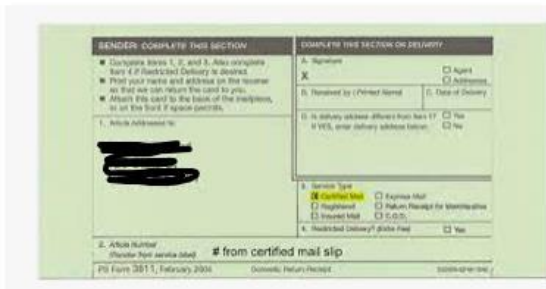 SENDER: COMPLETE THIS SECTION
■ Complete items 1, 2, and 3. Also complete
item 4 if Restricted Delivery is desired.
■ Print your name and address on the reverse
so that we can return the card to you.
■ Attach this card to the back of the mailpiece,
or on the front if space permits.
1. Article Addressed to:
2. Article Number
(Transfer from service label)
# from certified mail slip
PS Form 3811, February 2004
Domestic Return Receipt
COMPLETE THIS SECTION ON DELIVERY
A. Signature
X
☐ Agent
☐ Addressee
B. Received by (Printed Name)
C. Date of Delivery
D. Is delivery address different from item 1? ☐ Yes
If YES, enter delivery address below: ☐ No
3. Service Type
☒ Certified Mail ☐ Express Mail
☐ Registered ☐ Return Receipt for Merchandise
☐ Insured Mail ☐ C.O.D.
4. Restricted Delivery? (Extra Fee) ☐ Yes